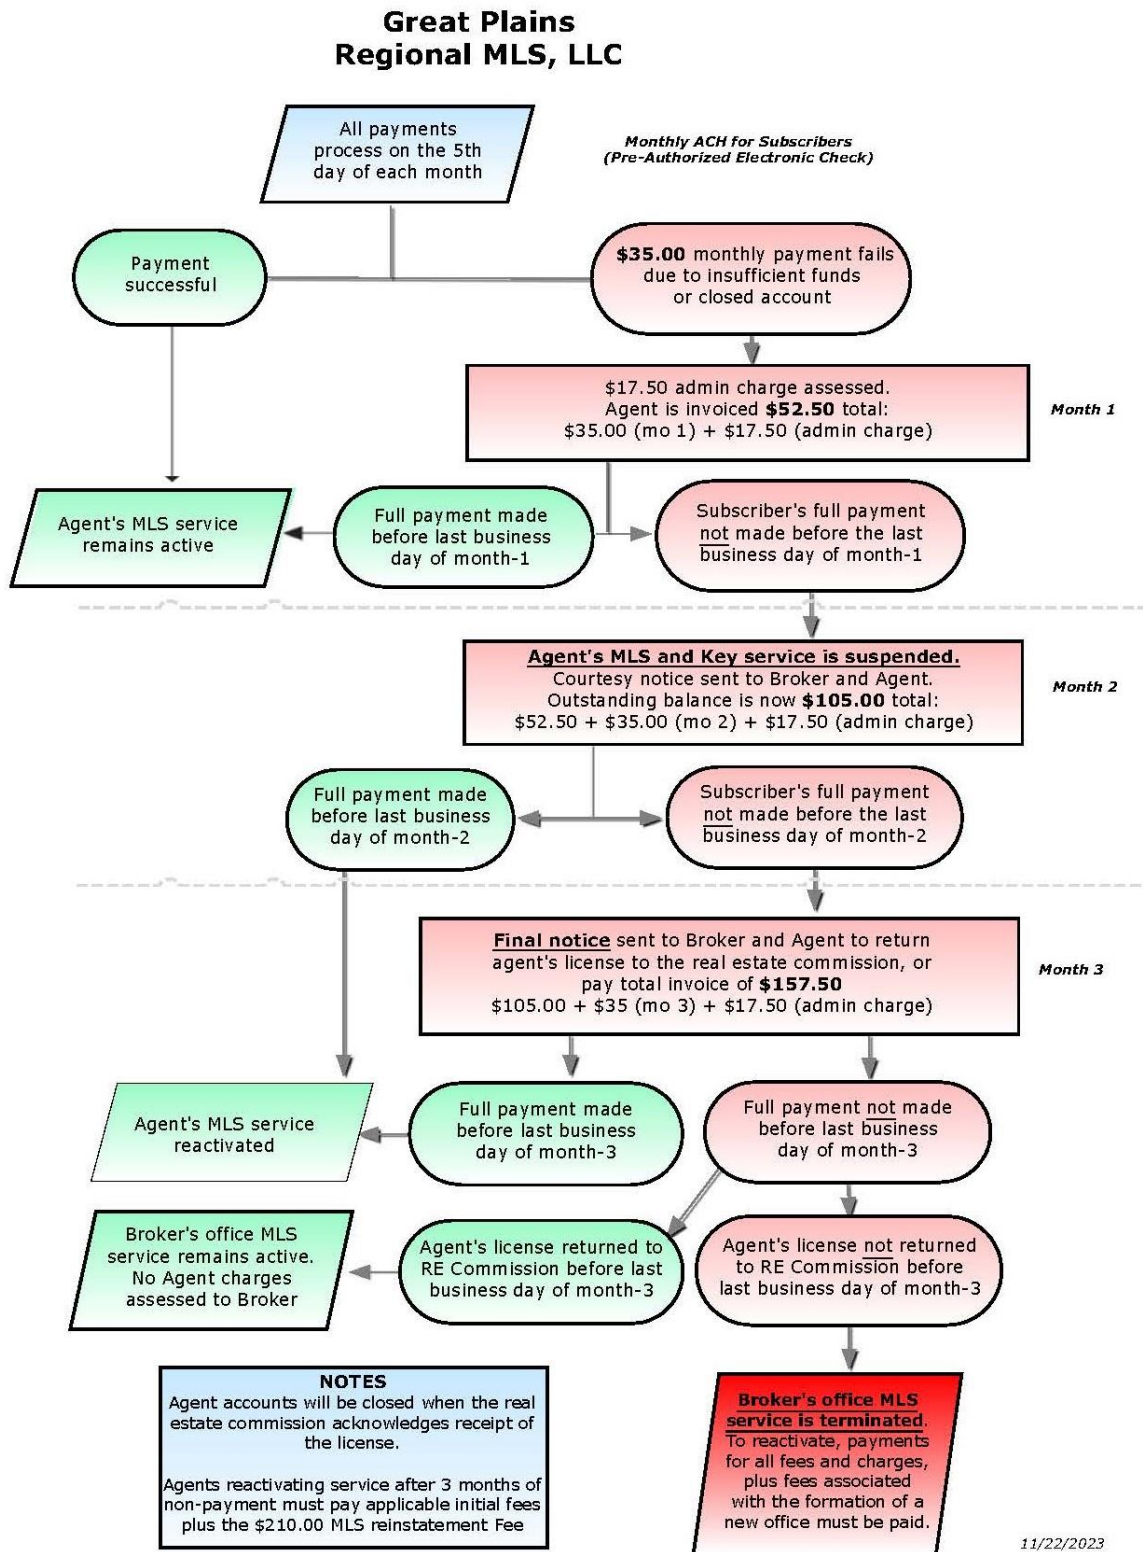 Great Plains
Regional MLS, LLC
All payments
process on the 5th
day of each month
Monthly ACH for Subscribers
(Pre-Authorized Electronic Check)
Payment
successful
$35.00 monthly payment fails
due to insufficient funds
or closed account
$17.50 admin charge assessed.
Agent is invoiced $52.50 total:
$35.00 (mo 1) + $17.50 (admin charge)
Month 1
Agent's MLS service
remains active
Full payment made
before last business
day of month-1
Subscriber's full payment
not made before the last
business day of month-1
Agent's MLS and Key service is suspended.
Courtesy notice sent to Broker and Agent.
Outstanding balance is now $105.00 total:
$52.50 + $35.00 (mo 2) + $17.50 (admin charge)
Month 2
Full payment made
before last business
day of month-2
Subscriber's full payment
not made before the last
business day of month-2
Final notice sent to Broker and Agent to return
agent's license to the real estate commission, or
pay total invoice of $157.50
$105.00 + $35 (mo 3) + $17.50 (admin charge)
Month 3
Agent's MLS service
reactivated
Full payment made
before last business
day of month-3
Full payment not made
before last business
day of month-3
Broker's office MLS
service remains active.
No Agent charges
assessed to Broker
Agent's license returned to
RE Commission before last
business day of month-3
Agent's license not returned
to RE Commission before
last business day of month-3
NOTES
Agent accounts will be closed when the real
estate commission acknowledges receipt of
the license.
Agents reactivating service after 3 months of
non-payment must pay applicable initial fees
plus the $210.00 MLS reinstatement Fee
Broker's office MLS
service is terminated.
To reactivate, payments
for all fees and charges,
plus fees associated
with the formation of a
new office must be paid.
11/22/2023